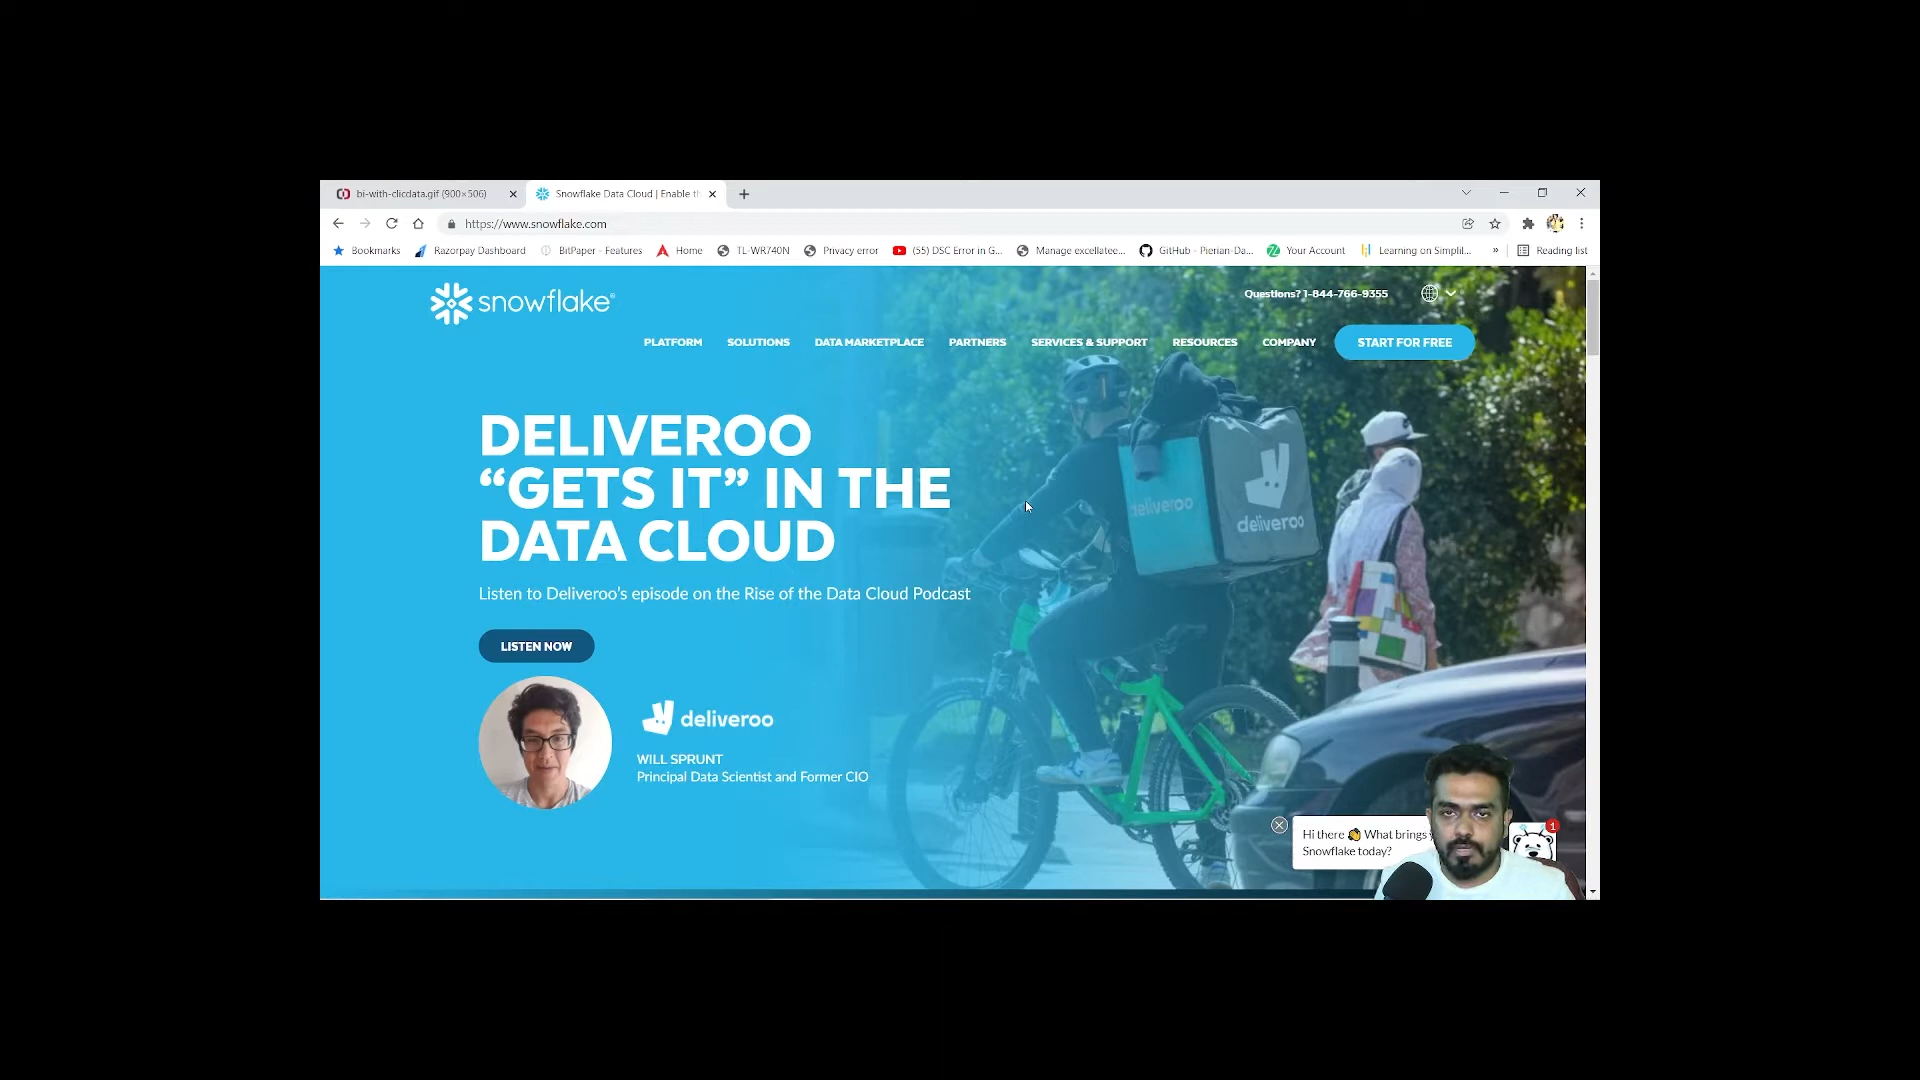 bi-with-clicdata.gif (900×506)
Snowflake Data Cloud | Enable th
https://www.snowflake.com
Bookmarks
Razorpay Dashboard
BitPaper - Features
Home
TL-WR740N
Privacy error
(55) DSC Error in G...
Manage excellatee...
GitHub - Pierian-Da...
Your Account
Learning on Simplil...
»
Reading list
snowflake
Questions? 1-844-766-9355
PLATFORM
SOLUTIONS
DATA MARKETPLACE
PARTNERS
SERVICES & SUPPORT
RESOURCES
COMPANY
START FOR FREE
DELIVEROO
“GETS IT” IN THE
DATA CLOUD
deliveroo
deliveroo
Listen to Deliveroo's episode on the Rise of the Data Cloud Podcast
LISTEN NOW
deliveroo
WILL SPRUNT
Principal Data Scientist and Former CIO
Hi there 👋 What brings
Snowflake today?
1